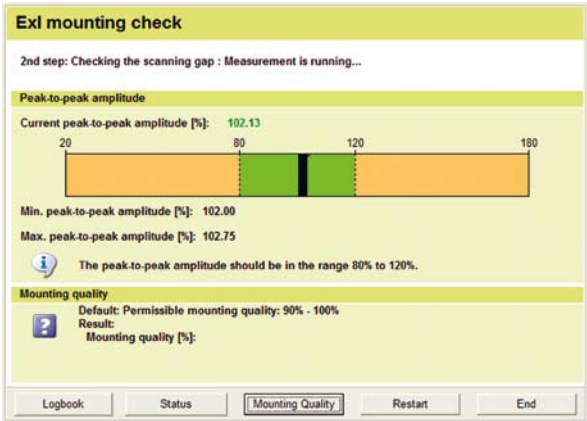 ExI mounting check
2nd step: Checking the scanning gap : Measurement is running...
Peak-to-peak amplitude
Current peak-to-peak amplitude [%]: 102.13
20 80 120 180
Min. peak-to-peak amplitude [%]: 102.00
Max. peak-to-peak amplitude [%]: 102.75
The peak-to-peak amplitude should be in the range 80% to 120%.
Mounting quality
Default: Permissible mounting quality: 90% - 100%
Result:
Mounting quality [%]:
Logbook Status Mounting Quality Restart End